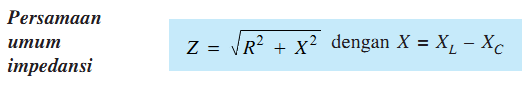 Persamaan
umum
impedansi
Z = √(R² + X²) dengan X = X_L − X_C